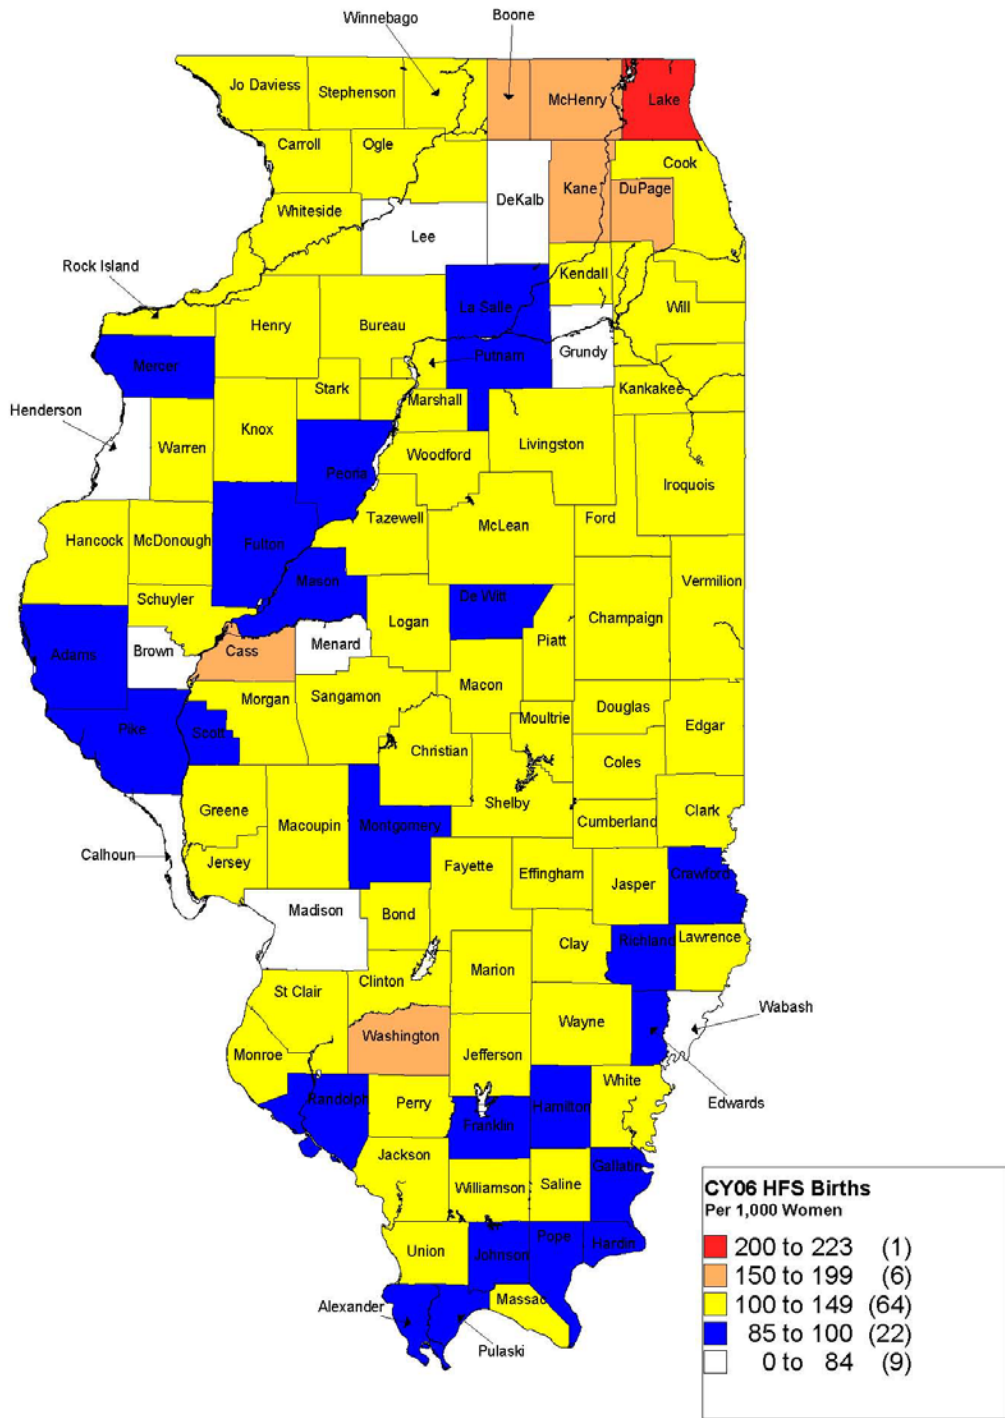 Winnebago
Boone
Jo Daviess
Stephenson
McHenry
Lake
Carroll
Ogle
Cook
DeKalb
Kane
DuPage
Whiteside
Lee
Rock Island
Kendall
La Salle
Will
Henry
Bureau
Mercer
Putnam
Grundy
Stark
Kankakee
Marshall
Henderson
Knox
Warren
Livingston
Woodford
Peoria
Iroquois
Tazewell
McLean
Ford
Hancock
McDonough
Fulton
Mason
Vermilion
Schuyler
De Witt
Logan
Champaign
Piatt
Adams
Brown
Cass
Menard
Macon
Morgan
Sangamon
Douglas
Moultrie
Edgar
Pike
Scott
Christian
Coles
Shelby
Greene
Clark
Macoupin
Montgomery
Cumberland
Calhoun
Jersey
Fayette
Effingham
Jasper
Crawford
Madison
Bond
Richland
Lawrence
Clay
Marion
Clinton
St Clair
Wabash
Wayne
Washington
Monroe
Jefferson
White
Randolph
Perry
Hamilton
Edwards
Franklin
Jackson
Gallatin
Williamson
Saline
Pope
Hardin
Union
Johnson
Massac
Alexander
Pulaski
CY06 HFS Births
Per 1,000 Women
200 to 223 (1)
150 to 199 (6)
100 to 149 (64)
85 to 100 (22)
0 to 84 (9)